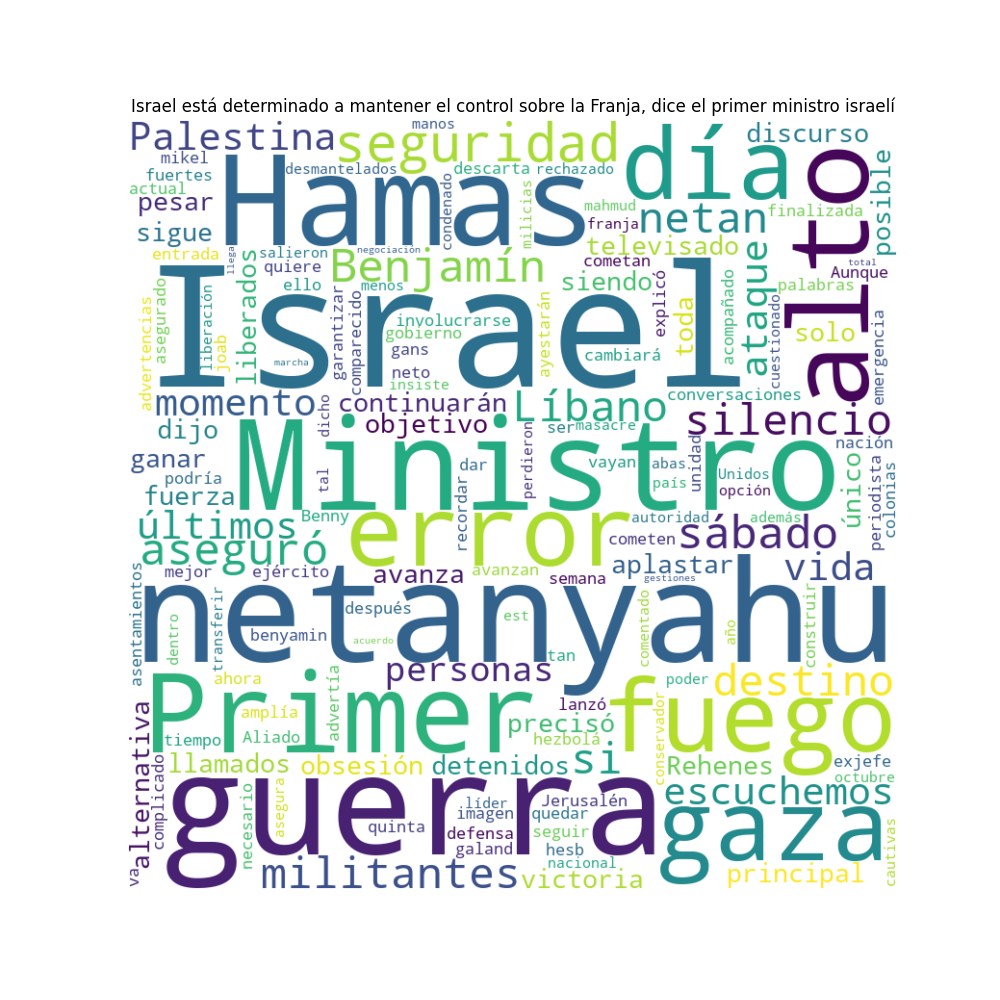 Israel está determinado a mantener el control sobre la Franja, dice el primer ministro israelí
Palestina
manos
seguridad
día
discurso
alto
mikel
fuertes
actual
pesar
sigue
Hamas
desmantelados
descarta
rechazado
condenado
milicias
mahmud
franja
netan
finalizada
posible
televisado
entrada
salieron
negociación
llega
quiere
ello
menos
Benjamín
cometan
siendo
explicó
ataque
total
Aunque
palabras
advertencias
asegurado
liberación
joab
liberados
Israel
marcha
garantizar
comparecido
involucrarse
gobierno
gans
neto
insiste
ayestarán
cambiará
toda
acompañado
cuestionado
solo
emergencia
momento
dijo
dicho
continuarán
objetivo
Líbano
ser
masacre
conversaciones
silencio
nación
ganar
podría
fuerza
tal
Ministro
dar
recordar
perdieron
vayan
abas.
país
unidad
Unidos
opción
único
periodista
colonias
últimos
aseguró
Benny
error
autoridad
además
cometen
sábado
asentamientos
mejor
ejército
avanza
avanzan
semana
aplastar
gestiones
vida
dentro
transferir
netanyahu
después
benyamin
acuerdo
est
tan
comentado
año
construir
ahora
amplía
advertía
personas
poder
destino
alternativa
Primer
tiempo
Aliado
lanzó
precisó
hezbolá
fuego
conservador
complicado
llamados
obsesión
detenidos
si
Rehenes
exjefe
octubre
necesario
asegura
guerra
líder
imagen
Jerusalén
quedar
quinta
defensa
seguir
galand
hesb
nacional
escuchemos
gaza
cautivas
va
militantes
victoria
principal